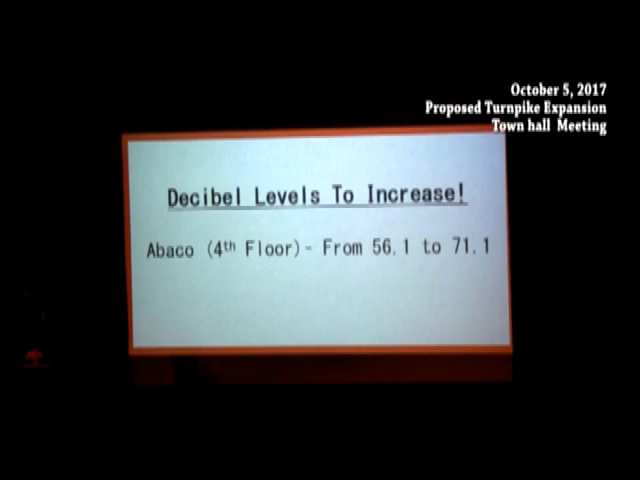 October 5, 2017
Proposed Turnpike Expansion
Town hall Meeting
Decibel Levels To Increase!
Abaco (4th Floor)- From 56.1 to 71.1